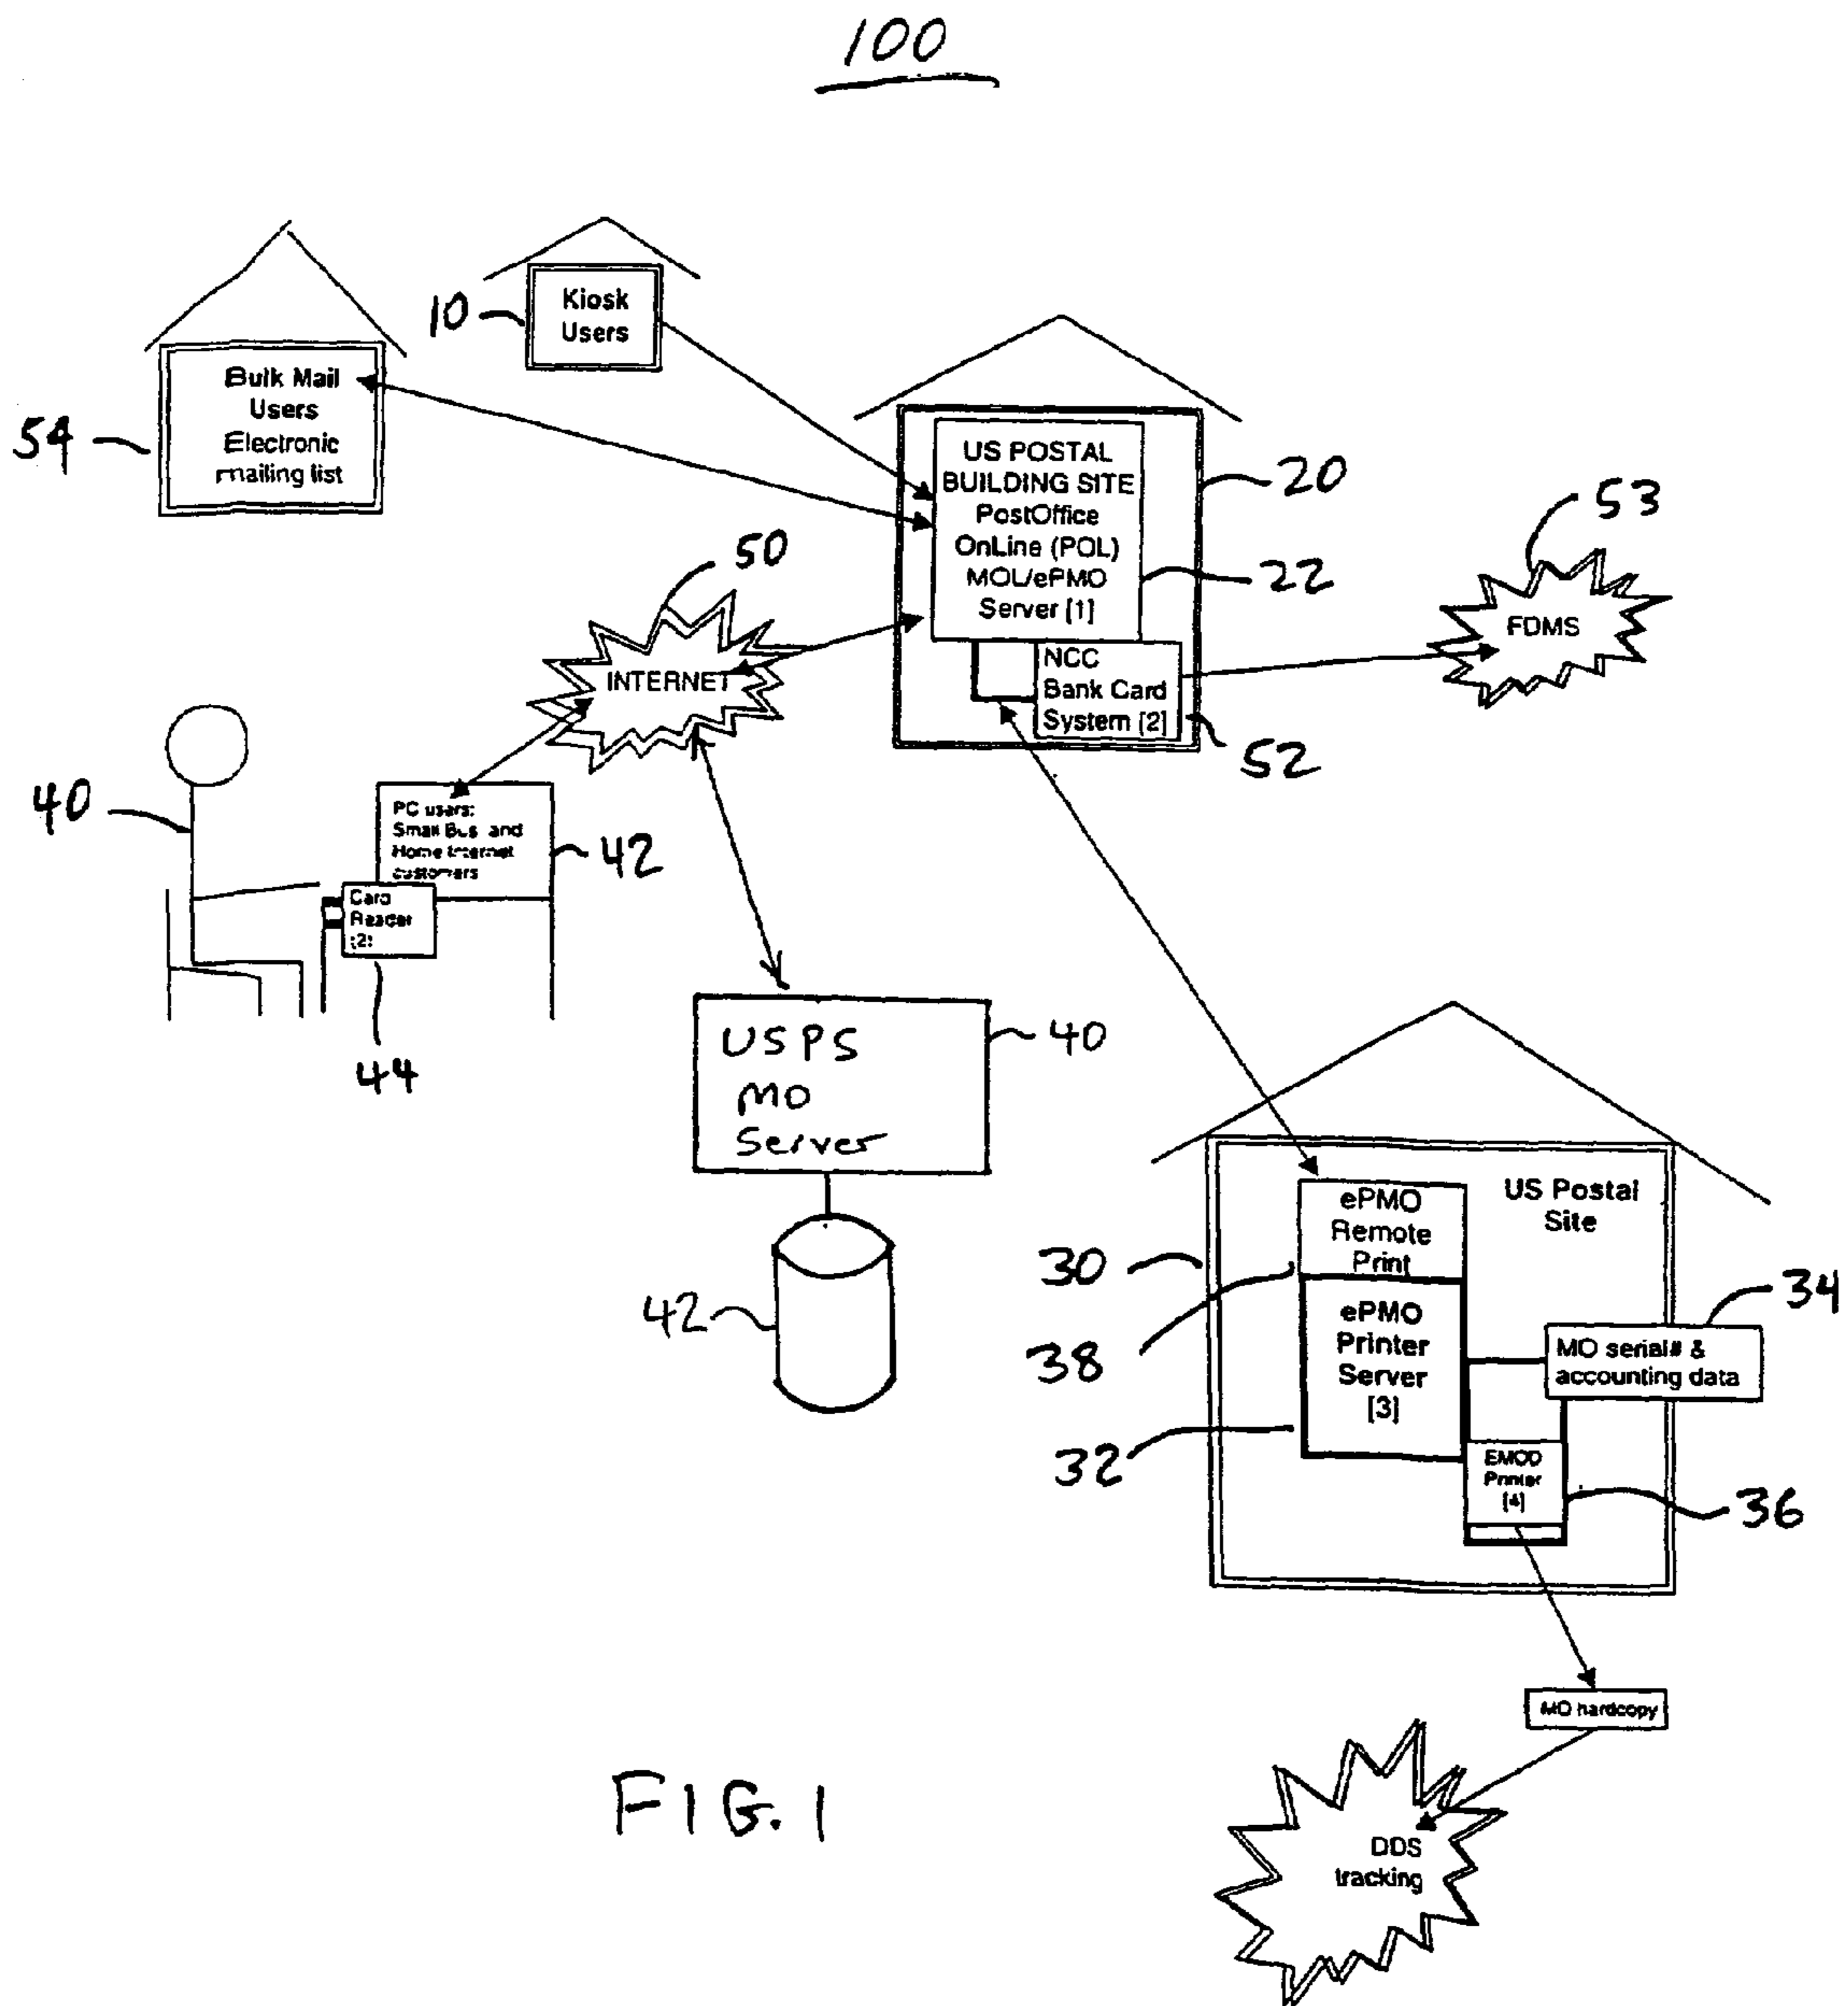 100
Kiosk
Users
10
Bulk Mail
Users
Electronic
mailing list
54
US POSTAL
BUILDING SITE
PostOffice
OnLine (POL)
MOL/ePMO
Server [1]
20
22
NCC
Bank Card
System [2]
52
53
FDMS
50
INTERNET
40
PC users:
Small Bus and
Home Internet
customers
42
Card
Reader
[2]
44
USPS
MO
Server
40
42
US Postal
Site
ePMO
Remote
Print
30
38
ePMO
Printer
Server
[3]
32
34
MO serial# &
accounting data
EMOD
Printer
[4]
36
MO hardcopy
DDS
tracking
FIG. 1